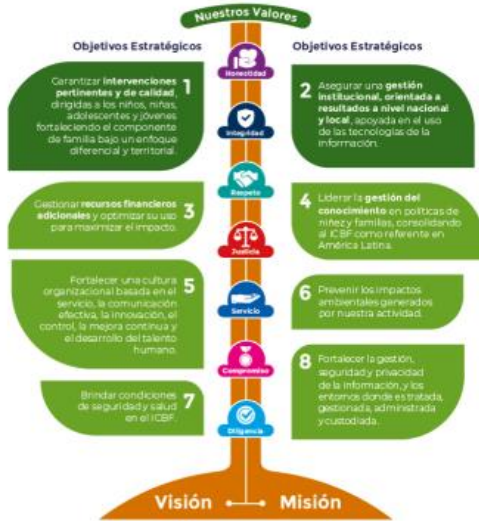 Nuestros Valores
Objetivos Estratégicos
Objetivos Estratégicos
Honestidad
Integridad
Respeto
Justicia
Servicio
Compromiso
Diligencia
1
Garantizar intervenciones
pertinentes y de calidad,
dirigidas a los niños, niñas,
adolescentes y jóvenes
fortaleciendo el componente
de familia bajo un enfoque
diferencial y territorial.
2
Asegurar una gestión
institucional, orientada a
resultados a nivel nacional
y local, apoyada en el uso
de las tecnologías de la
información.
3
Gestionar recursos financieros
adicionales y optimizar su uso
para maximizar el impacto.
4
Liderar la gestión del
conocimiento en políticas de
niñez y familias, consolidando
al ICBF como referente en
América Latina.
5
Fortalecer una cultura
organizacional basada en el
servicio, la comunicación
efectiva, la innovación, el
control, la mejora continua y
el desarrollo del talento
humano.
6
Prevenir los impactos
ambientales generados
por nuestra actividad.
7
Brindar condiciones
de seguridad y salud
en el ICBF.
8
Fortalecer la gestión,
seguridad y privacidad
de la información, y los
entornos donde es tratada,
gestionada, administrada
y custodiada.
Visión
Misión